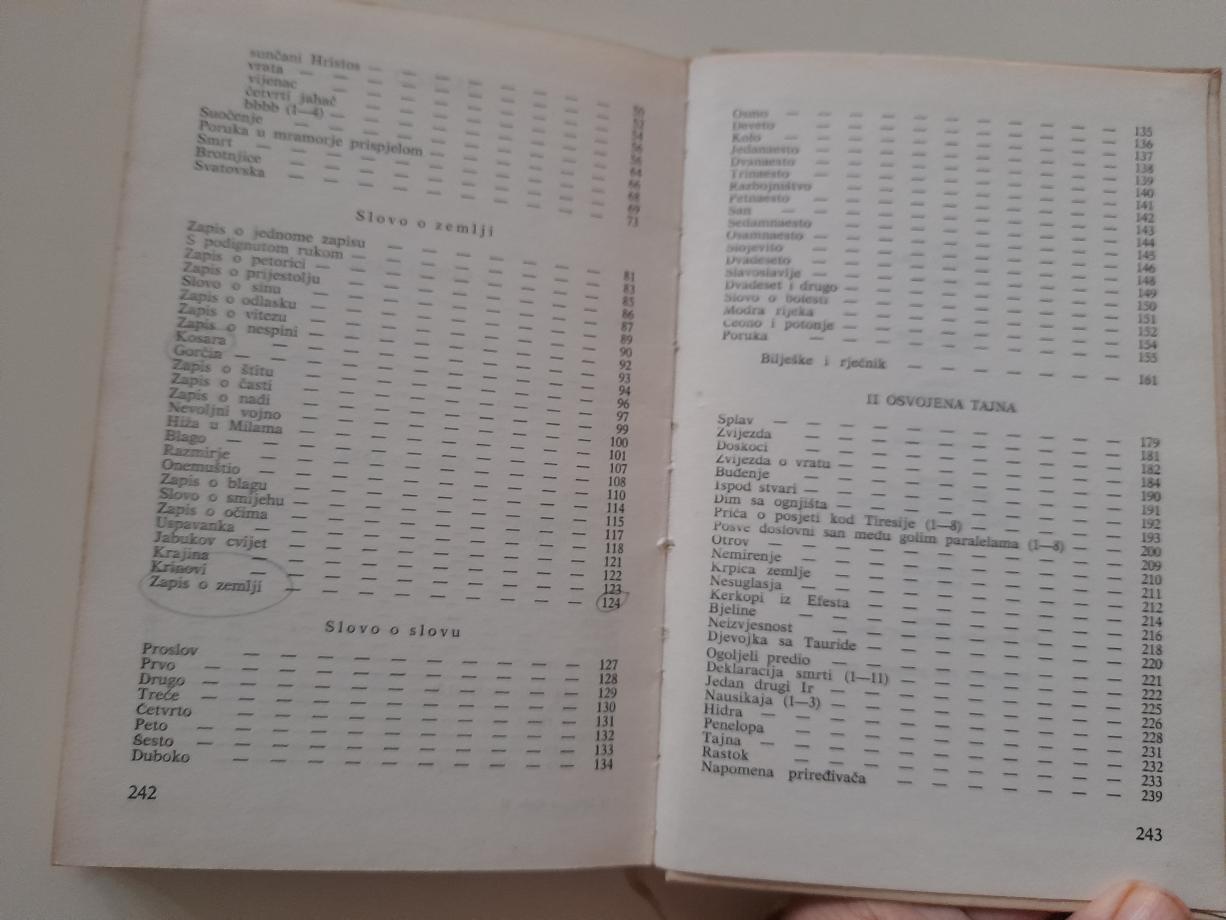 sunčani Hristos — 50
vrata — 52
vijenac — 54
četvrti jahač — 56
bbbb (1—4) — 56
Suočenje — 64
Poruka u mramorje prispjelom — 66
Smrt — 68
Brotnjice — 69
Svatovska — 71
Slovo o zemlji
Zapis o jednome zapisu — 81
S podignutom rukom — 83
Zapis o petorici — 85
Zapis o prijestolju — 86
Slovo o sinu — 87
Zapis o odlasku — 89
Zapis o vitezu — 90
Zapis o nespini — 92
Kosara — 93
Gorčin — 94
Zapis o štitu — 96
Zapis o časti — 97
Zapis o nadi — 99
Nevoljni vojno — 100
Hiža u Milama — 101
Blago — 107
Razmirje — 108
Onemuštio — 110
Zapis o blagu — 114
Slovo o smijehu — 115
Zapis o očima — 117
Uspavanka — 118
Jabukov cvijet — 121
Krajina — 122
Krinovi — 123
Zapis o zemlji — 124
Slovo o slovu
Proslov — 127
Prvo — 128
Drugo — 129
Treće — 130
Četvrto — 131
Peto — 132
Šesto — 133
Duboko — 134
242
Osmo — 135
Deveto — 136
Kolo — 137
Jedanaesto — 138
Dvanaesto — 139
Trinaesto — 140
Razbojništvo — 141
Petnaesto — 142
San — 143
Sedamnaesto — 144
Osamnaesto — 145
Slojevito — 146
Dvadeseto — 148
Slavoslavije — 149
Dvadeset i drugo — 150
Slovo o bolesti — 151
Modra rijeka — 152
Čeono i potonje — 154
Poruka — 155
Bilješke i rječnik — 161
II OSVOJENA TAJNA
Splav — 179
Zvijezda — 181
Doskoci — 182
Zvijezda o vratu — 184
Buđenje — 190
Ispod stvari — 191
Dim sa ognjišta — 192
Priča o posjeti kod Tiresije (1—8) — 193
Posve doslovni san među golim paralelama (1—8) — 200
Otrov — 209
Nemirenje — 210
Krpica zemlje — 211
Nesuglasja — 212
Kerkopi iz Efesta — 214
Bjeline — 216
Neizvjesnost — 218
Djevojka sa Tauride — 220
Ogoljeli predio — 221
Deklaracija smrti (1—11) — 222
Jedan drugi Ir — 225
Nausikaja (1—3) — 226
Hidra — 228
Penelopa — 231
Tajna — 232
Rastok — 233
Napomena priređivača — 239
243